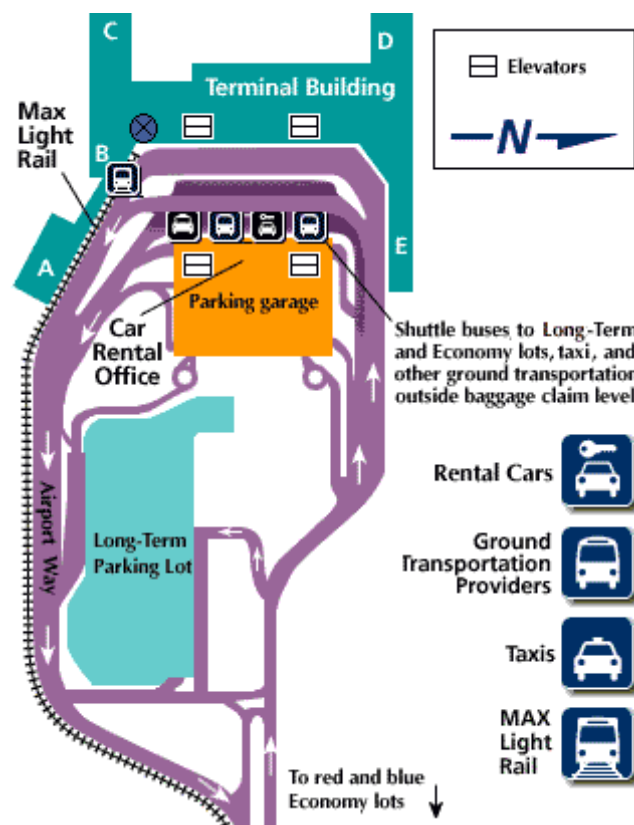 C
D
Elevators
Terminal Building
N
Max
Light
Rail
B
A
E
Parking garage
Car
Rental
Office
Shuttle buses to Long-Term
and Economy lots, taxi, and
other ground transportation
outside baggage claim level
Rental Cars
Airport Way
Long-Term
Parking Lot
Ground
Transportation
Providers
Taxis
MAX
Light
Rail
To red and blue
Economy lots